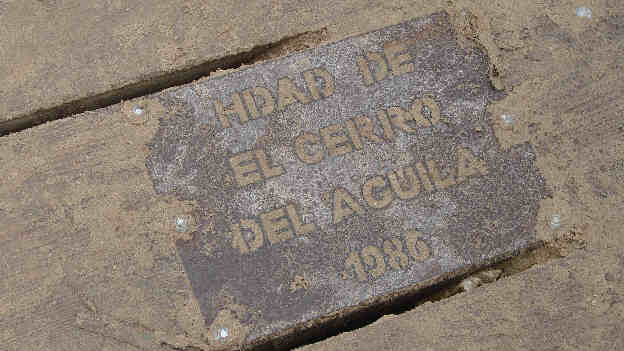 HDAD DE
EL CERRO
DEL AGUILA
1986